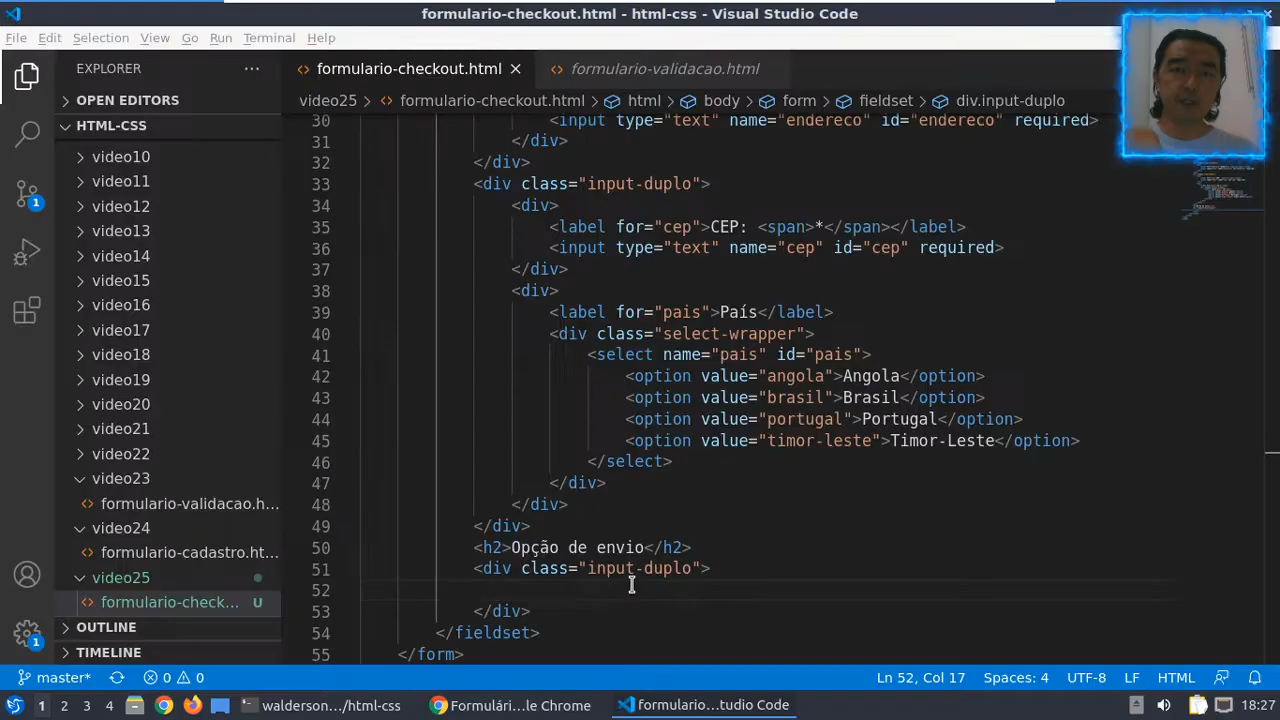 formulario-checkout.html - html-css - Visual Studio Code
File Edit Selection View Go Run Terminal Help
EXPLORER ···
formulario-checkout.html
formulario-validacao.html
video25 > formulario-checkout.html > html > body > form > fieldset > div.input-duplo
OPEN EDITORS
HTML-CSS
video10
video11
video12
video13
video14
video15
video16
video17
video18
video19
video20
video21
video22
video23
formulario-validacao.h...
video24
formulario-cadastro.ht...
video25
formulario-check... U
OUTLINE
TIMELINE
1
1
30 <input type="text" name="endereco" id="endereco" required>
31 </div>
32 </div>
33 <div class="input-duplo">
34 <div>
35 <label for="cep">CEP: <span>*</span></label>
36 <input type="text" name="cep" id="cep" required>
37 </div>
38 <div>
39 <label for="pais">País</label>
40 <div class="select-wrapper">
41 <select name="pais" id="pais">
42 <option value="angola">Angola</option>
43 <option value="brasil">Brasil</option>
44 <option value="portugal">Portugal</option>
45 <option value="timor-leste">Timor-Leste</option>
46 </select>
47 </div>
48 </div>
49 </div>
50 <h2>Opção de envio</h2>
51 <div class="input-duplo">
52
53 </div>
54 </fieldset>
55 </form>
master* 0 0 Ln 52, Col 17 Spaces: 4 UTF-8 LF HTML
1 2 3 4 walderson…/html-css Formulári…le Chrome formulario…tudio Code 18:27